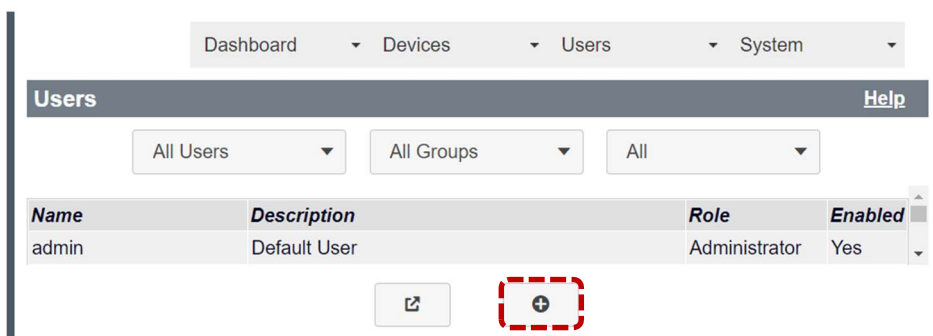 Dashboard Devices Users System
Users Help
All Users All Groups All
Name Description Role Enabled
admin Default User Administrator Yes